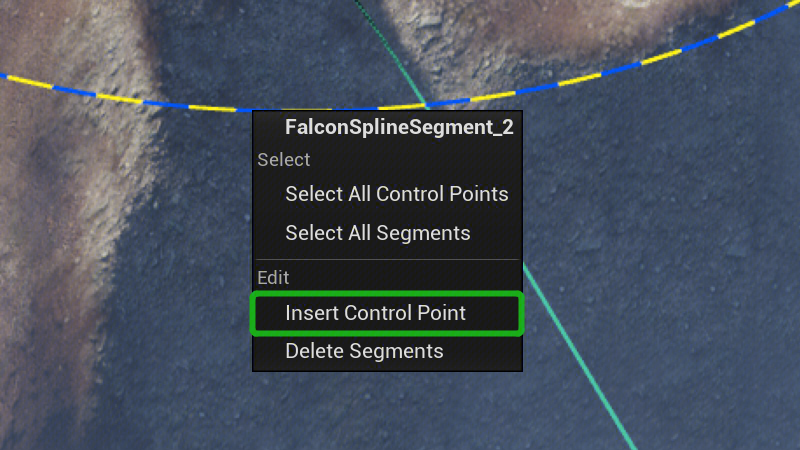 FalconSplineSegment_2
Select
Select All Control Points
Select All Segments
Edit
Insert Control Point
Delete Segments